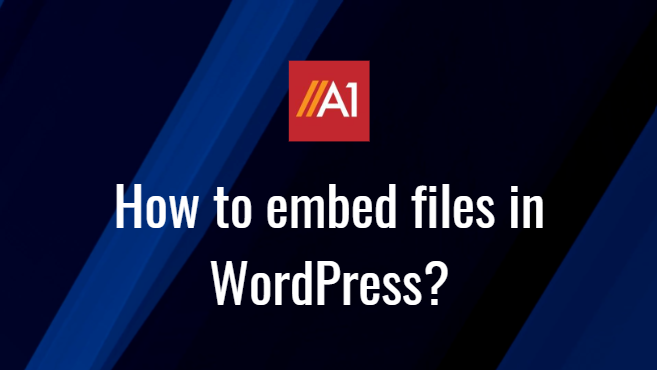 //A1
How to embed files in
WordPress?